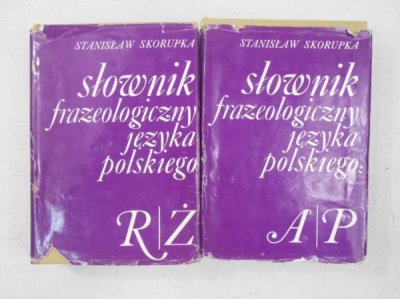 STANISŁAW SKORUPKA
słownik
frazeologiczny
języka
polskiego
R|Ż
STANISŁAW SKORUPKA
słownik
frazeologiczny
języka
polskiego
A|P